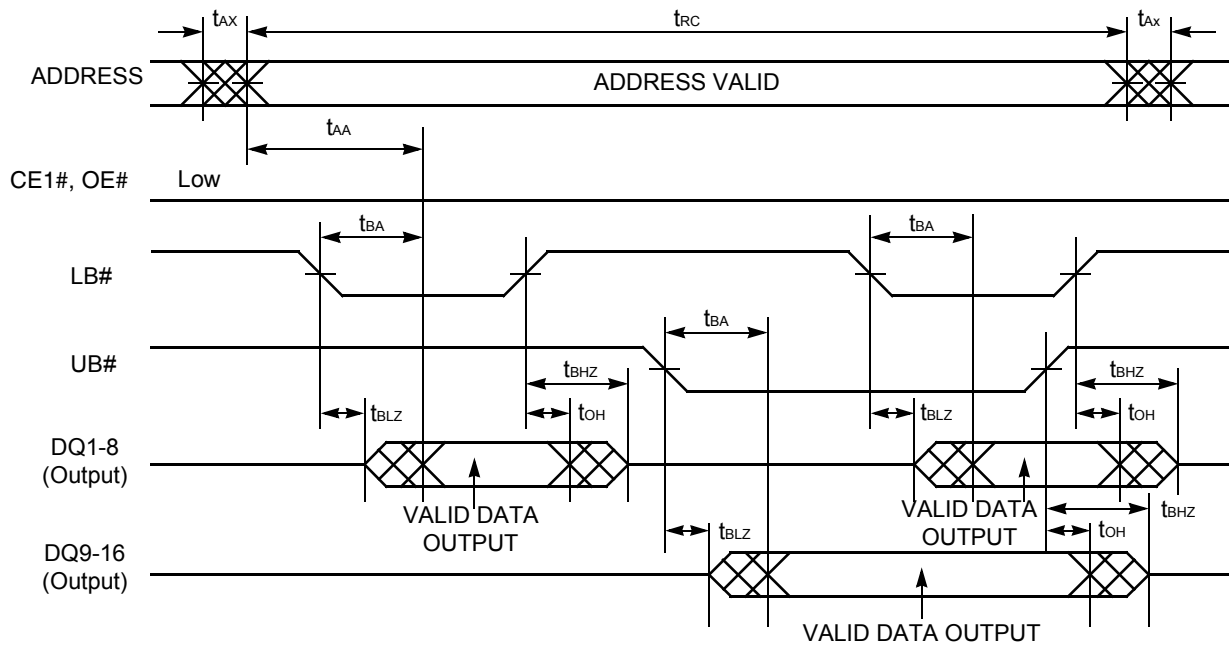 tAX tRC tAx
ADDRESS ADDRESS VALID
tAA
CE1#, OE# Low
tBA tBA
LB#
tBA
UB#
tBHZ tBHZ
tBLZ tOH tBLZ tOH
DQ1-8
(Output)
VALID DATA
OUTPUT
VALID DATA
OUTPUT
tBHZ
tBLZ tOH
DQ9-16
(Output)
VALID DATA OUTPUT